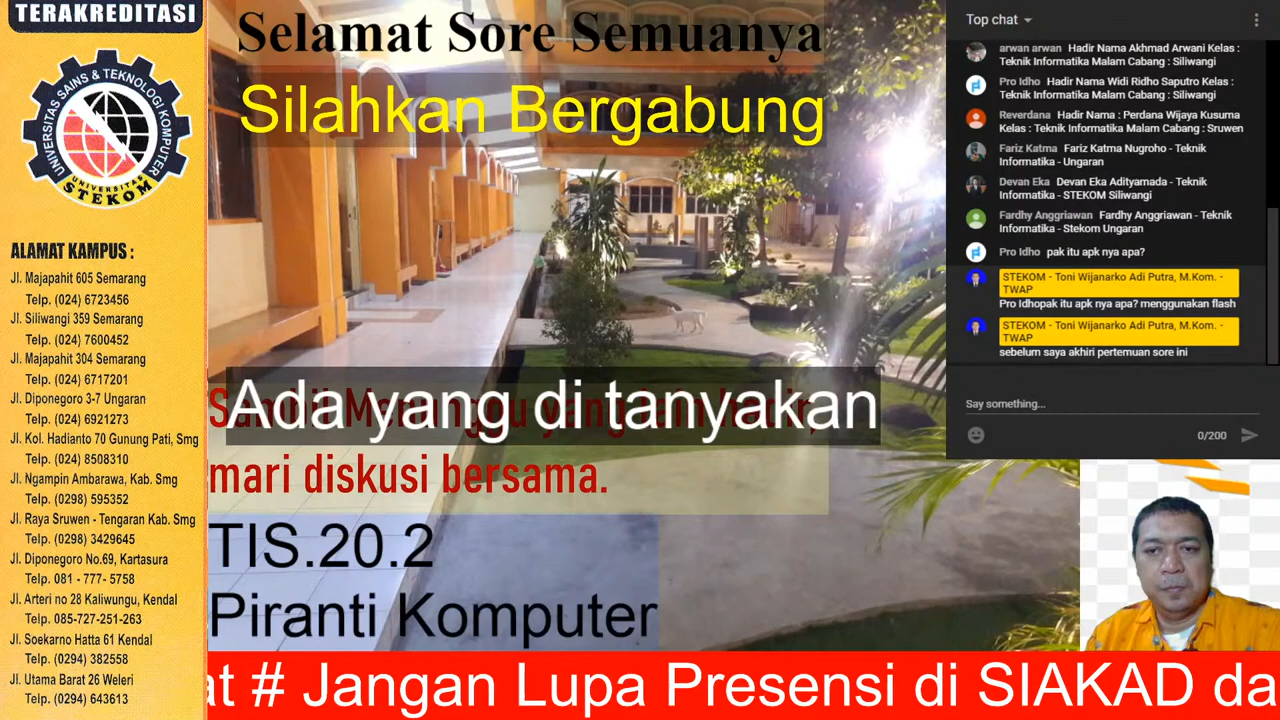 TERAKREDITASI
UNIVERSITAS SAINS & TEKNOLOGI KOMPUTER
UNIVERSITAS
STEKOM
ALAMAT KAMPUS :
Jl. Majapahit 605 Semarang
Telp. (024) 6723456
Jl. Siliwangi 359 Semarang
Telp. (024) 7600452
Jl. Majapahit 304 Semarang
Telp. (024) 6717201
Jl. Diponegoro 3-7 Ungaran
Telp. (024) 6921273
Jl. Kol. Hadianto 70 Gunung Pati, Smg
Telp. (024) 8508310
Jl. Ngampin Ambarawa, Kab. Smg
Telp. (0298) 595352
Jl. Raya Sruwen - Tengaran Kab. Smg
Telp. (0298) 3429645
Jl. Diponegoro No.69, Kartasura
Telp. 081 - 777- 5758
Jl. Arteri no 28 Kaliwungu, Kendal
Telp. 085-727-251-263
Jl. Soekarno Hatta 61 Kendal
Telp. (0294) 382558
Jl. Utama Barat 26 Weleri
Telp. (0294) 643613
Selamat Sore Semuanya
Silahkan Bergabung
Ada yang di tanyakan
mari diskusi bersama.
TIS.20.2
Piranti Komputer
at # Jangan Lupa Presensi di SIAKAD da
Top chat
arwan arwan Hadir Nama Akhmad Arwani Kelas :
Teknik Informatika Malam Cabang : Siliwangi
Pro Idho Hadir Nama Widi Ridho Saputro Kelas :
Teknik Informatika Malam Cabang : Siliwangi
Reverdana Hadir Nama : Perdana Wijaya Kusuma
Kelas : Teknik Informatika Malam Cabang : Sruwen
Fariz Katma Fariz Katma Nugroho - Teknik
Informatika - Ungaran
Devan Eka Devan Eka Adityamada - Teknik
Informatika - STEKOM Siliwangi
Fardhy Anggriawan Fardhy Anggriawan - Teknik
Informatika - Stekom Ungaran
Pro Idho pak itu apk nya apa?
STEKOM - Toni Wijanarko Adi Putra, M.Kom. -
TWAP
Pro Idhopak itu apk nya apa? menggunakan flash
STEKOM - Toni Wijanarko Adi Putra, M.Kom. -
TWAP
sebelum saya akhiri pertemuan sore ini
Say something...
0/200